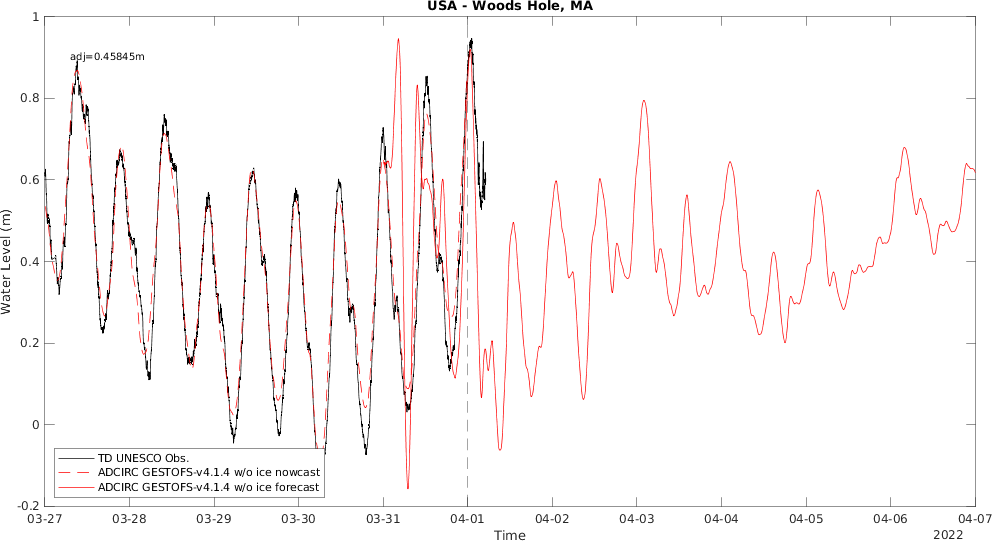 USA - Woods Hole, MA
adj=0.45845m
Water Level (m)
1
0.8
0.6
0.4
0.2
0
-0.2
TD UNESCO Obs.
ADCIRC GESTOFS-v4.1.4 w/o ice nowcast
ADCIRC GESTOFS-v4.1.4 w/o ice forecast
03-27 03-28 03-29 03-30 03-31 04-01 04-02 04-03 04-04 04-05 04-06 04-07
Time
2022